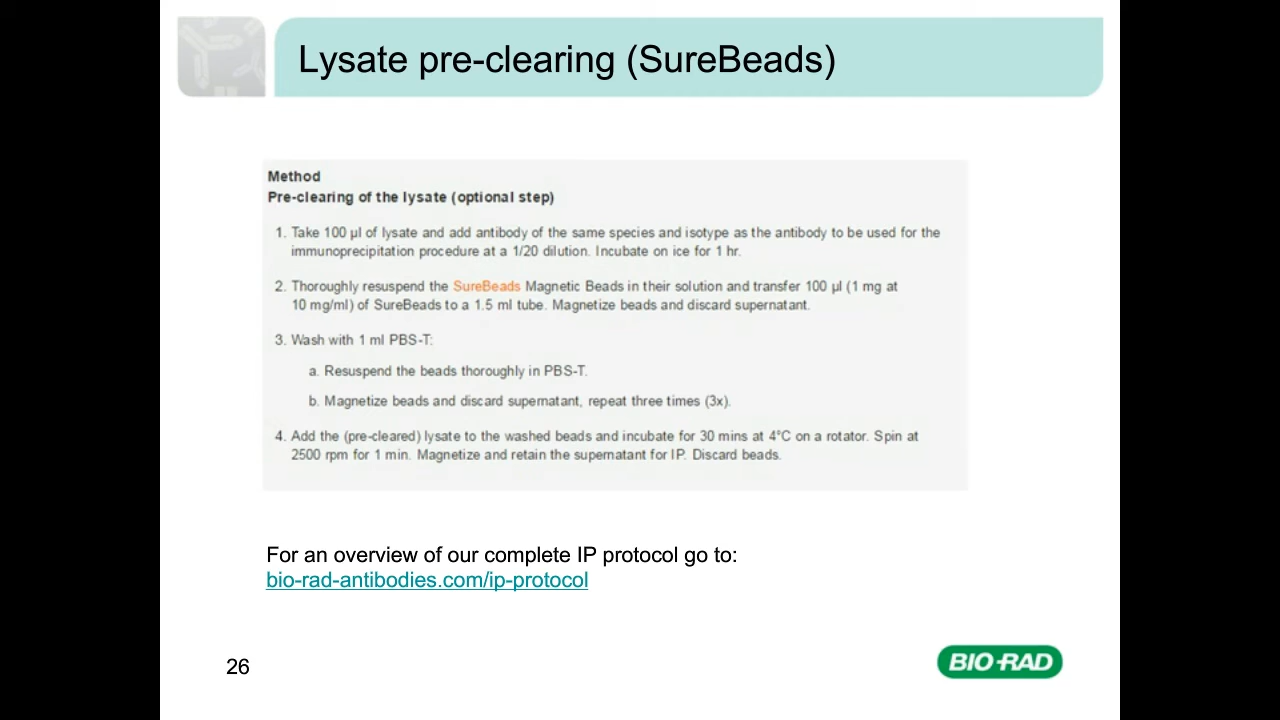 Lysate pre-clearing (SureBeads)
Method
Pre-clearing of the lysate (optional step)
1. Take 100 µl of lysate and add antibody of the same species and isotype as the antibody to be used for the
immunoprecipitation procedure at a 1/20 dilution. Incubate on ice for 1 hr.
2. Thoroughly resuspend the SureBeads Magnetic Beads in their solution and transfer 100 µl (1 mg at
10 mg/ml) of SureBeads to a 1.5 ml tube. Magnetize beads and discard supernatant.
3. Wash with 1 ml PBS-T:
a. Resuspend the beads thoroughly in PBS-T.
b. Magnetize beads and discard supernatant, repeat three times (3x).
4. Add the (pre-cleared) lysate to the washed beads and incubate for 30 mins at 4°C on a rotator. Spin at
2500 rpm for 1 min. Magnetize and retain the supernatant for IP. Discard beads.
For an overview of our complete IP protocol go to:
bio-rad-antibodies.com/ip-protocol
26
BIO-RAD